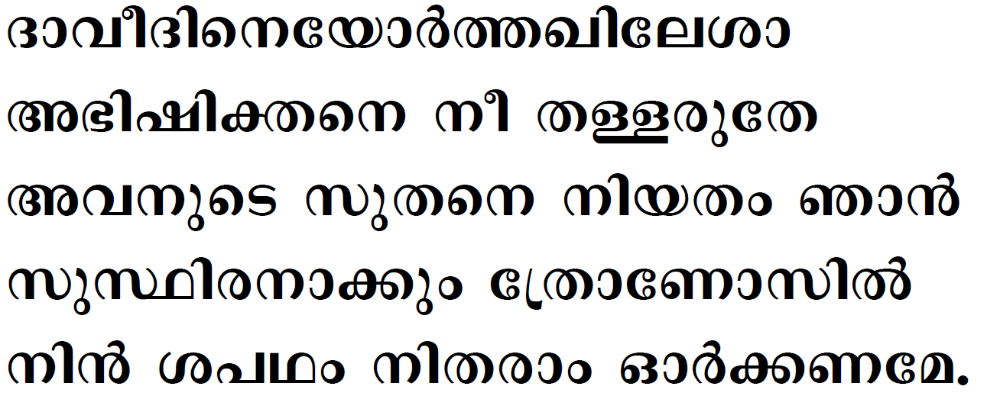 ദാവീദിനെയോർത്തഖിലേശാ
അഭിഷിക്തനെ നീ തള്ളരുതേ
അവനുടെ സുതനെ നിയതം ഞാൻ
സുസ്ഥിരനാക്കും ത്രോണോസിൽ
നിൻ ശപഥം നിതരാം ഓർക്കണമേ.